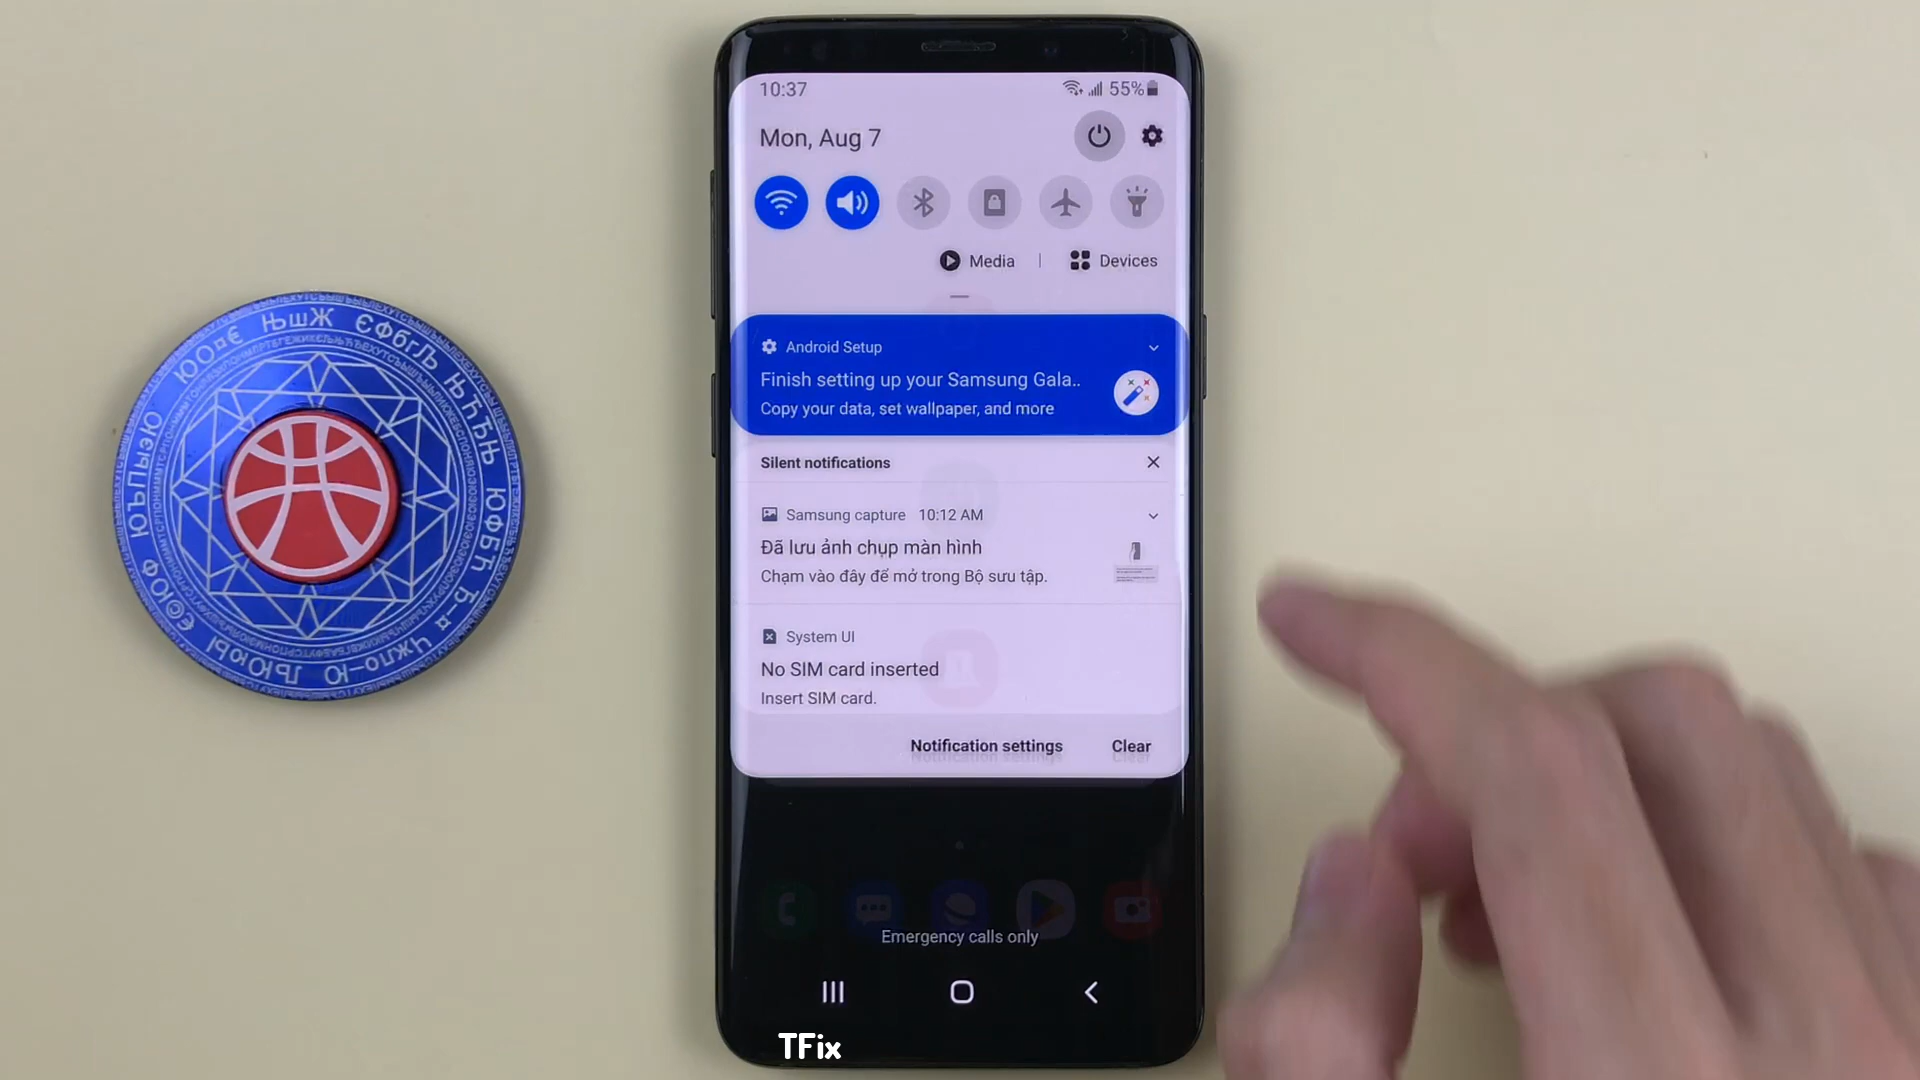 10:37
55%
Mon, Aug 7
Media | Devices
Android Setup
Finish setting up your Samsung Gala..
Copy your data, set wallpaper, and more
Silent notifications
Samsung capture 10:12 AM
Đã lưu ảnh chụp màn hình
Chạm vào đây để mở trong Bộ sưu tập.
System UI
No SIM card inserted
Insert SIM card.
Notification settings Clear
Emergency calls only
TFix